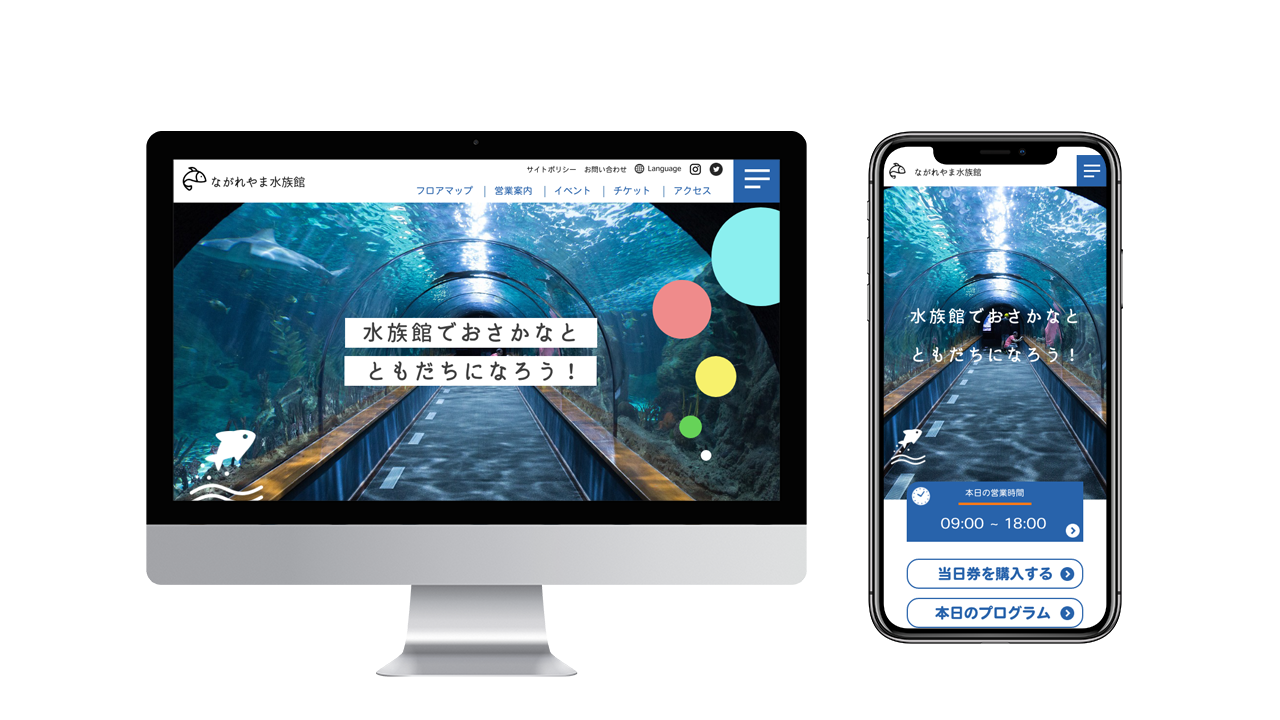 ながれやま水族館
サイトポリシー お問い合わせ Language
フロアマップ | 営業案内 | イベント | チケット | アクセス
水族館でおさかなと
ともだちになろう！
ながれやま水族館
水族館でおさかなと
ともだちになろう！
本日の営業時間
09:00 ~ 18:00
当日券を購入する
本日のプログラム